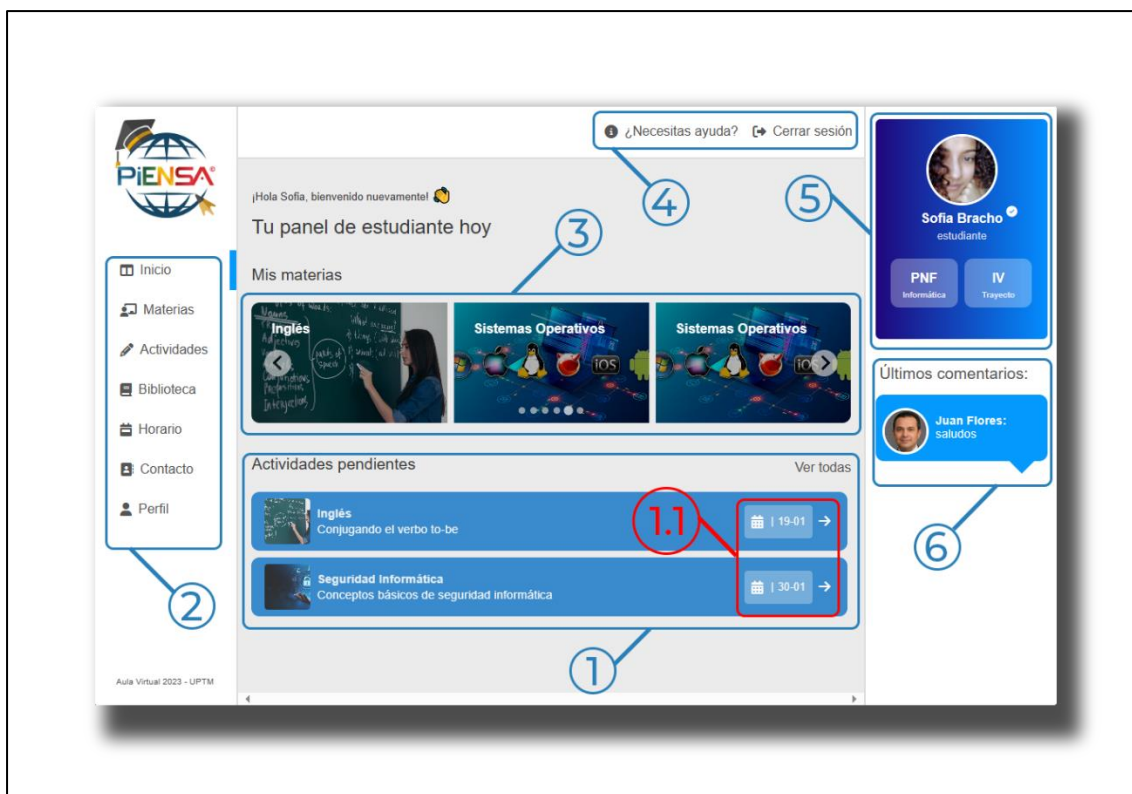 PiENSA
¿Necesitas ayuda? Cerrar sesión
4
5
¡Hola Sofia, bienvenido nuevamente!
Tu panel de estudiante hoy
3
Sofia Bracho
estudiante
PNF
Informática
IV
Trayecto
Inicio
Materias
Actividades
Biblioteca
Horario
Contacto
Perfil
2
Mis materias
Inglés
Sistemas Operativos
iOS
Sistemas Operativos
Últimos comentarios:
Juan Flores:
saludos
6
Actividades pendientes
Ver todas
Inglés
Conjugando el verbo to-be
1.1
| 19-01
Seguridad Informática
Conceptos básicos de seguridad informática
| 30-01
1
Aula Virtual 2023 - UPTM